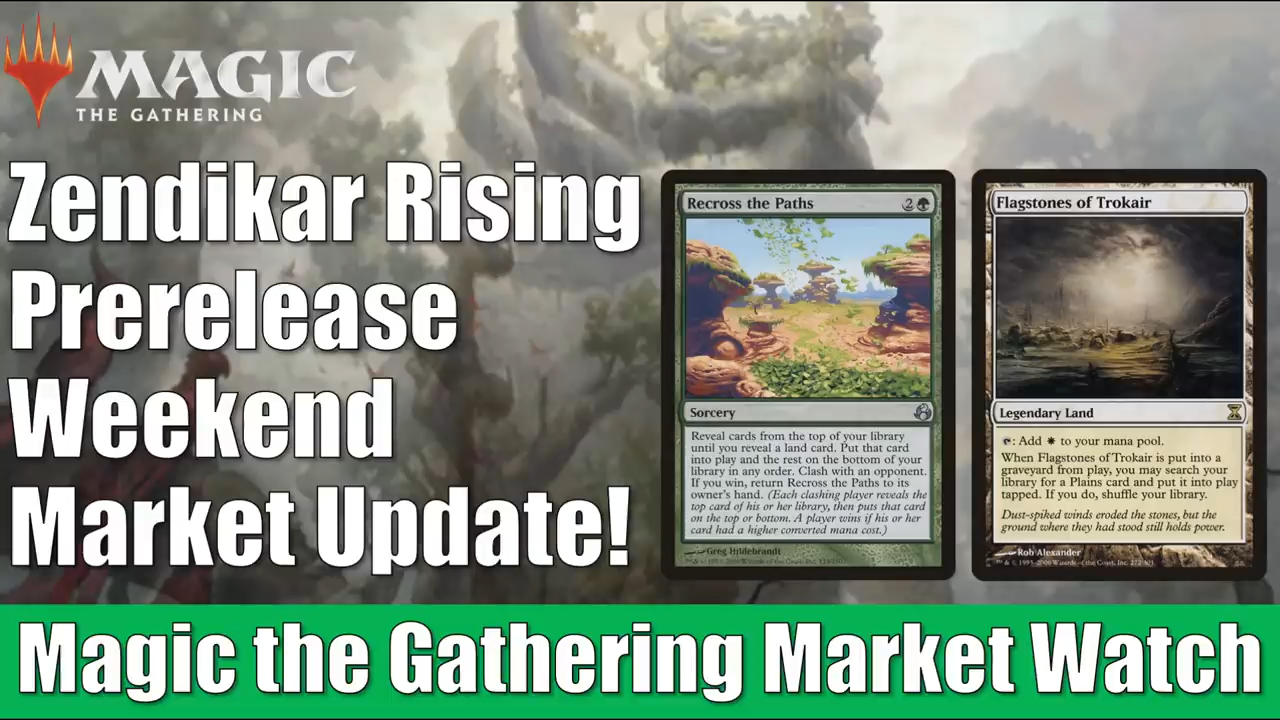 MAGIC
THE GATHERING
Zendikar Rising
Prerelease
Weekend
Market Update!
Recross the Paths
2
Sorcery
Reveal cards from the top of your library
until you reveal a land card. Put that card
into play and the rest on the bottom of your
library in any order. Clash with an opponent.
If you win, return Recross the Paths to its
owner's hand. (Each clashing player reveals the
top card of his or her library, then puts that card
on the top or bottom. A player wins if his or her
card had a higher converted mana cost.)
Greg Hildebrandt
Flagstones of Trokair
Legendary Land
: Add to your mana pool.
When Flagstones of Trokair is put into a
graveyard from play, you may search your
library for a Plains card and put it into play
tapped. If you do, shuffle your library.
Dust-spiked winds eroded the stones, but the
ground where they had stood still holds power.
Rob Alexander
Magic the Gathering Market Watch